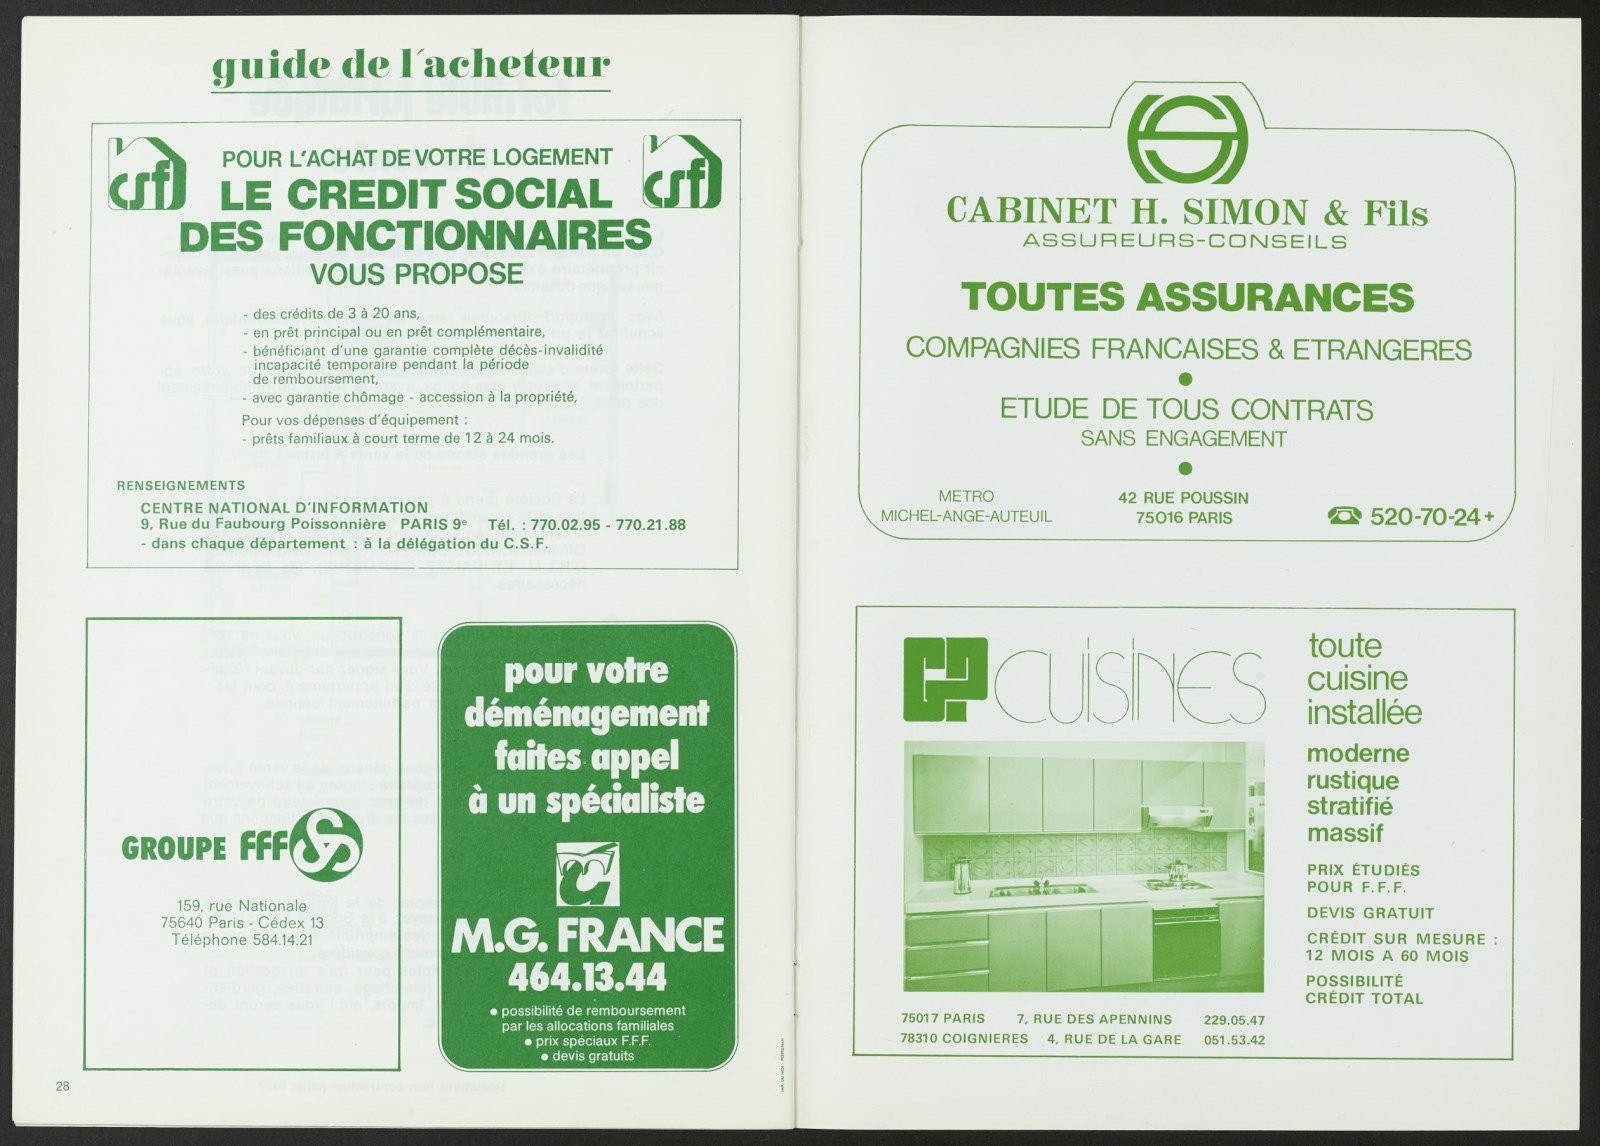 guide de l'acheteur
csf
csf
POUR L'ACHAT DE VOTRE LOGEMENT
LE CREDIT SOCIAL
DES FONCTIONNAIRES
VOUS PROPOSE
- des crédits de 3 à 20 ans,
- en prêt principal ou en prêt complémentaire,
- bénéficiant d'une garantie complète décès-invalidité
incapacité temporaire pendant la période
de remboursement,
- avec garantie chômage - accession à la propriété,
Pour vos dépenses d'équipement :
- prêts familiaux à court terme de 12 à 24 mois.
RENSEIGNEMENTS
CENTRE NATIONAL D'INFORMATION
9, Rue du Faubourg Poissonnière PARIS 9e Tél. : 770.02.95 - 770.21.88
- dans chaque département : à la délégation du C.S.F.
GROUPE FFF
159, rue Nationale
75640 Paris - Cédex 13
Téléphone 584.14.21
pour votre
déménagement
faites appel
à un spécialiste
M.G. FRANCE
464.13.44
● possibilité de remboursement
par les allocations familiales
● prix spéciaux F.F.F.
● devis gratuits
28
CABINET H. SIMON & Fils
ASSUREURS-CONSEILS
TOUTES ASSURANCES
COMPAGNIES FRANCAISES & ETRANGERES
●
ETUDE DE TOUS CONTRATS
SANS ENGAGEMENT
●
METRO
MICHEL-ANGE-AUTEUIL
42 RUE POUSSIN
75016 PARIS
☎ 520-70-24+
CUISINES
toute
cuisine
installée
moderne
rustique
stratifié
massif
PRIX ÉTUDIÉS
POUR F.F.F.
DEVIS GRATUIT
CRÉDIT SUR MESURE :
12 MOIS A 60 MOIS
POSSIBILITÉ
CRÉDIT TOTAL
75017 PARIS 7, RUE DES APENNINS 229.05.47
78310 COIGNIERES 4, RUE DE LA GARE 051.53.42